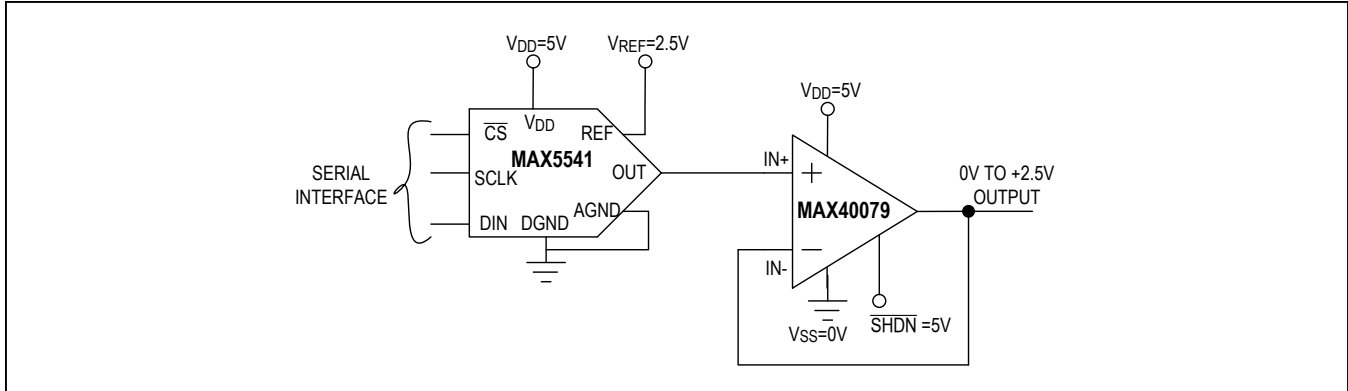 VDD=5V
VREF=2.5V
VDD=5V
CS
VDD
REF
MAX5541
SERIAL
INTERFACE
SCLK
OUT
IN+
+
MAX40079
0V TO +2.5V
OUTPUT
DIN
DGND
AGND
−
IN-
VSS=0V
SHDN =5V